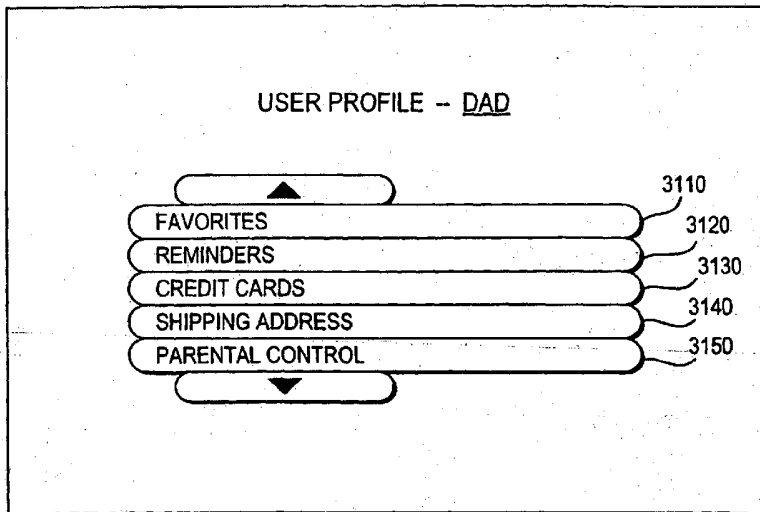 USER PROFILE -- DAD
FAVORITES 3110
REMINDERS 3120
CREDIT CARDS 3130
SHIPPING ADDRESS 3140
PARENTAL CONTROL 3150